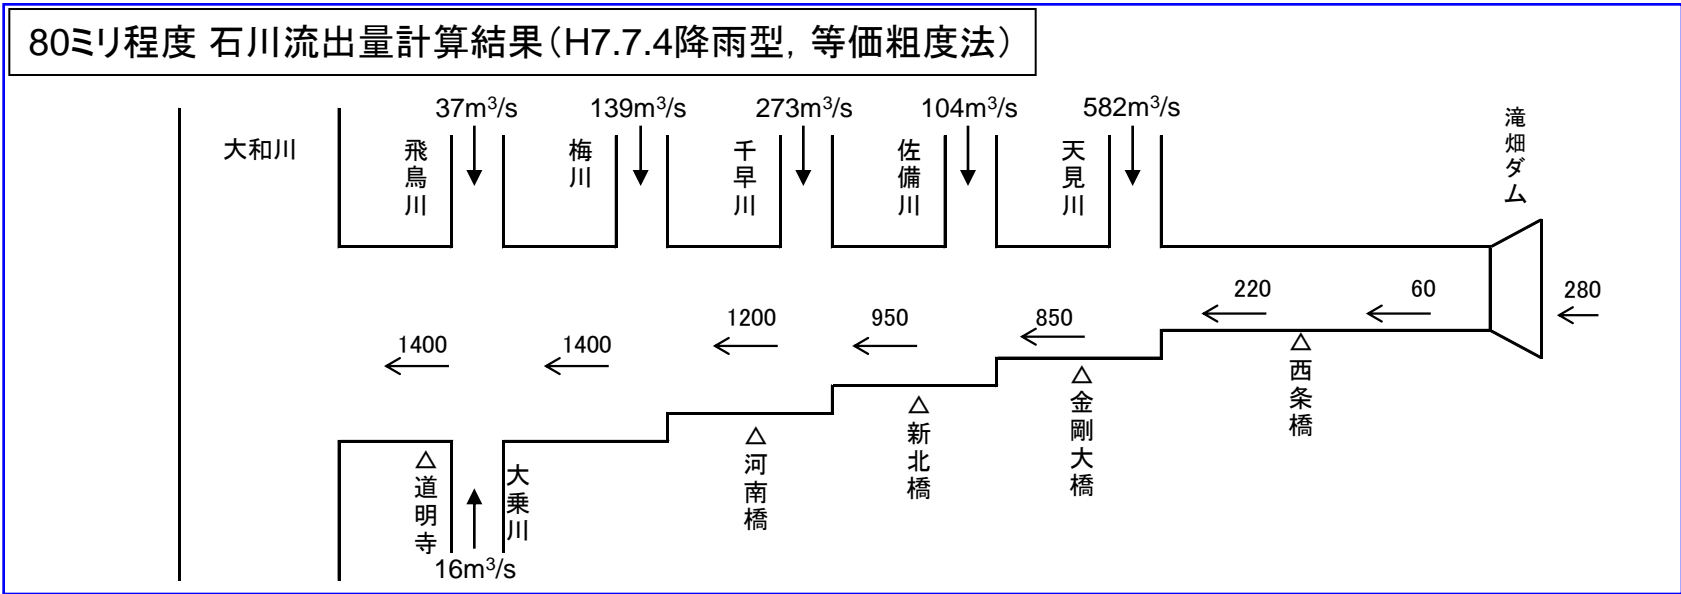 80ミリ程度 石川流出量計算結果（H7.7.4降雨型，等価粗度法）
37m³/s
139m³/s
273m³/s
104m³/s
582m³/s
大和川
飛鳥川
梅川
千早川
佐備川
天見川
滝畑ダム
1400
1400
1200
950
850
220
60
280
△道明寺
大乗川
△河南橋
△新北橋
△金剛大橋
△西条橋
16m³/s